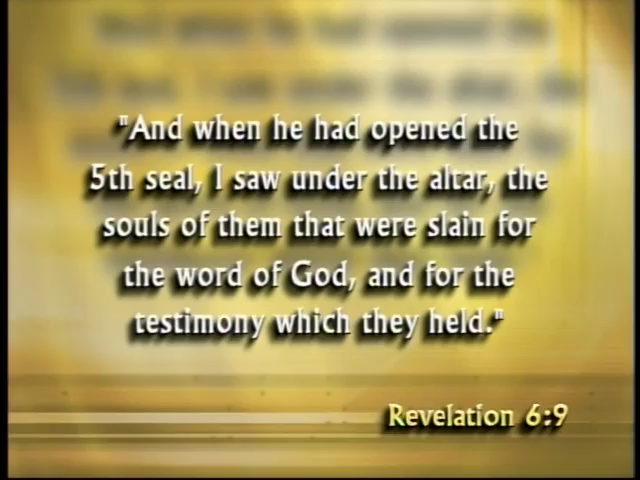 "And when he had opened the
5th seal, I saw under the altar, the
souls of them that were slain for
the word of God, and for the
testimony which they held."
Revelation 6:9